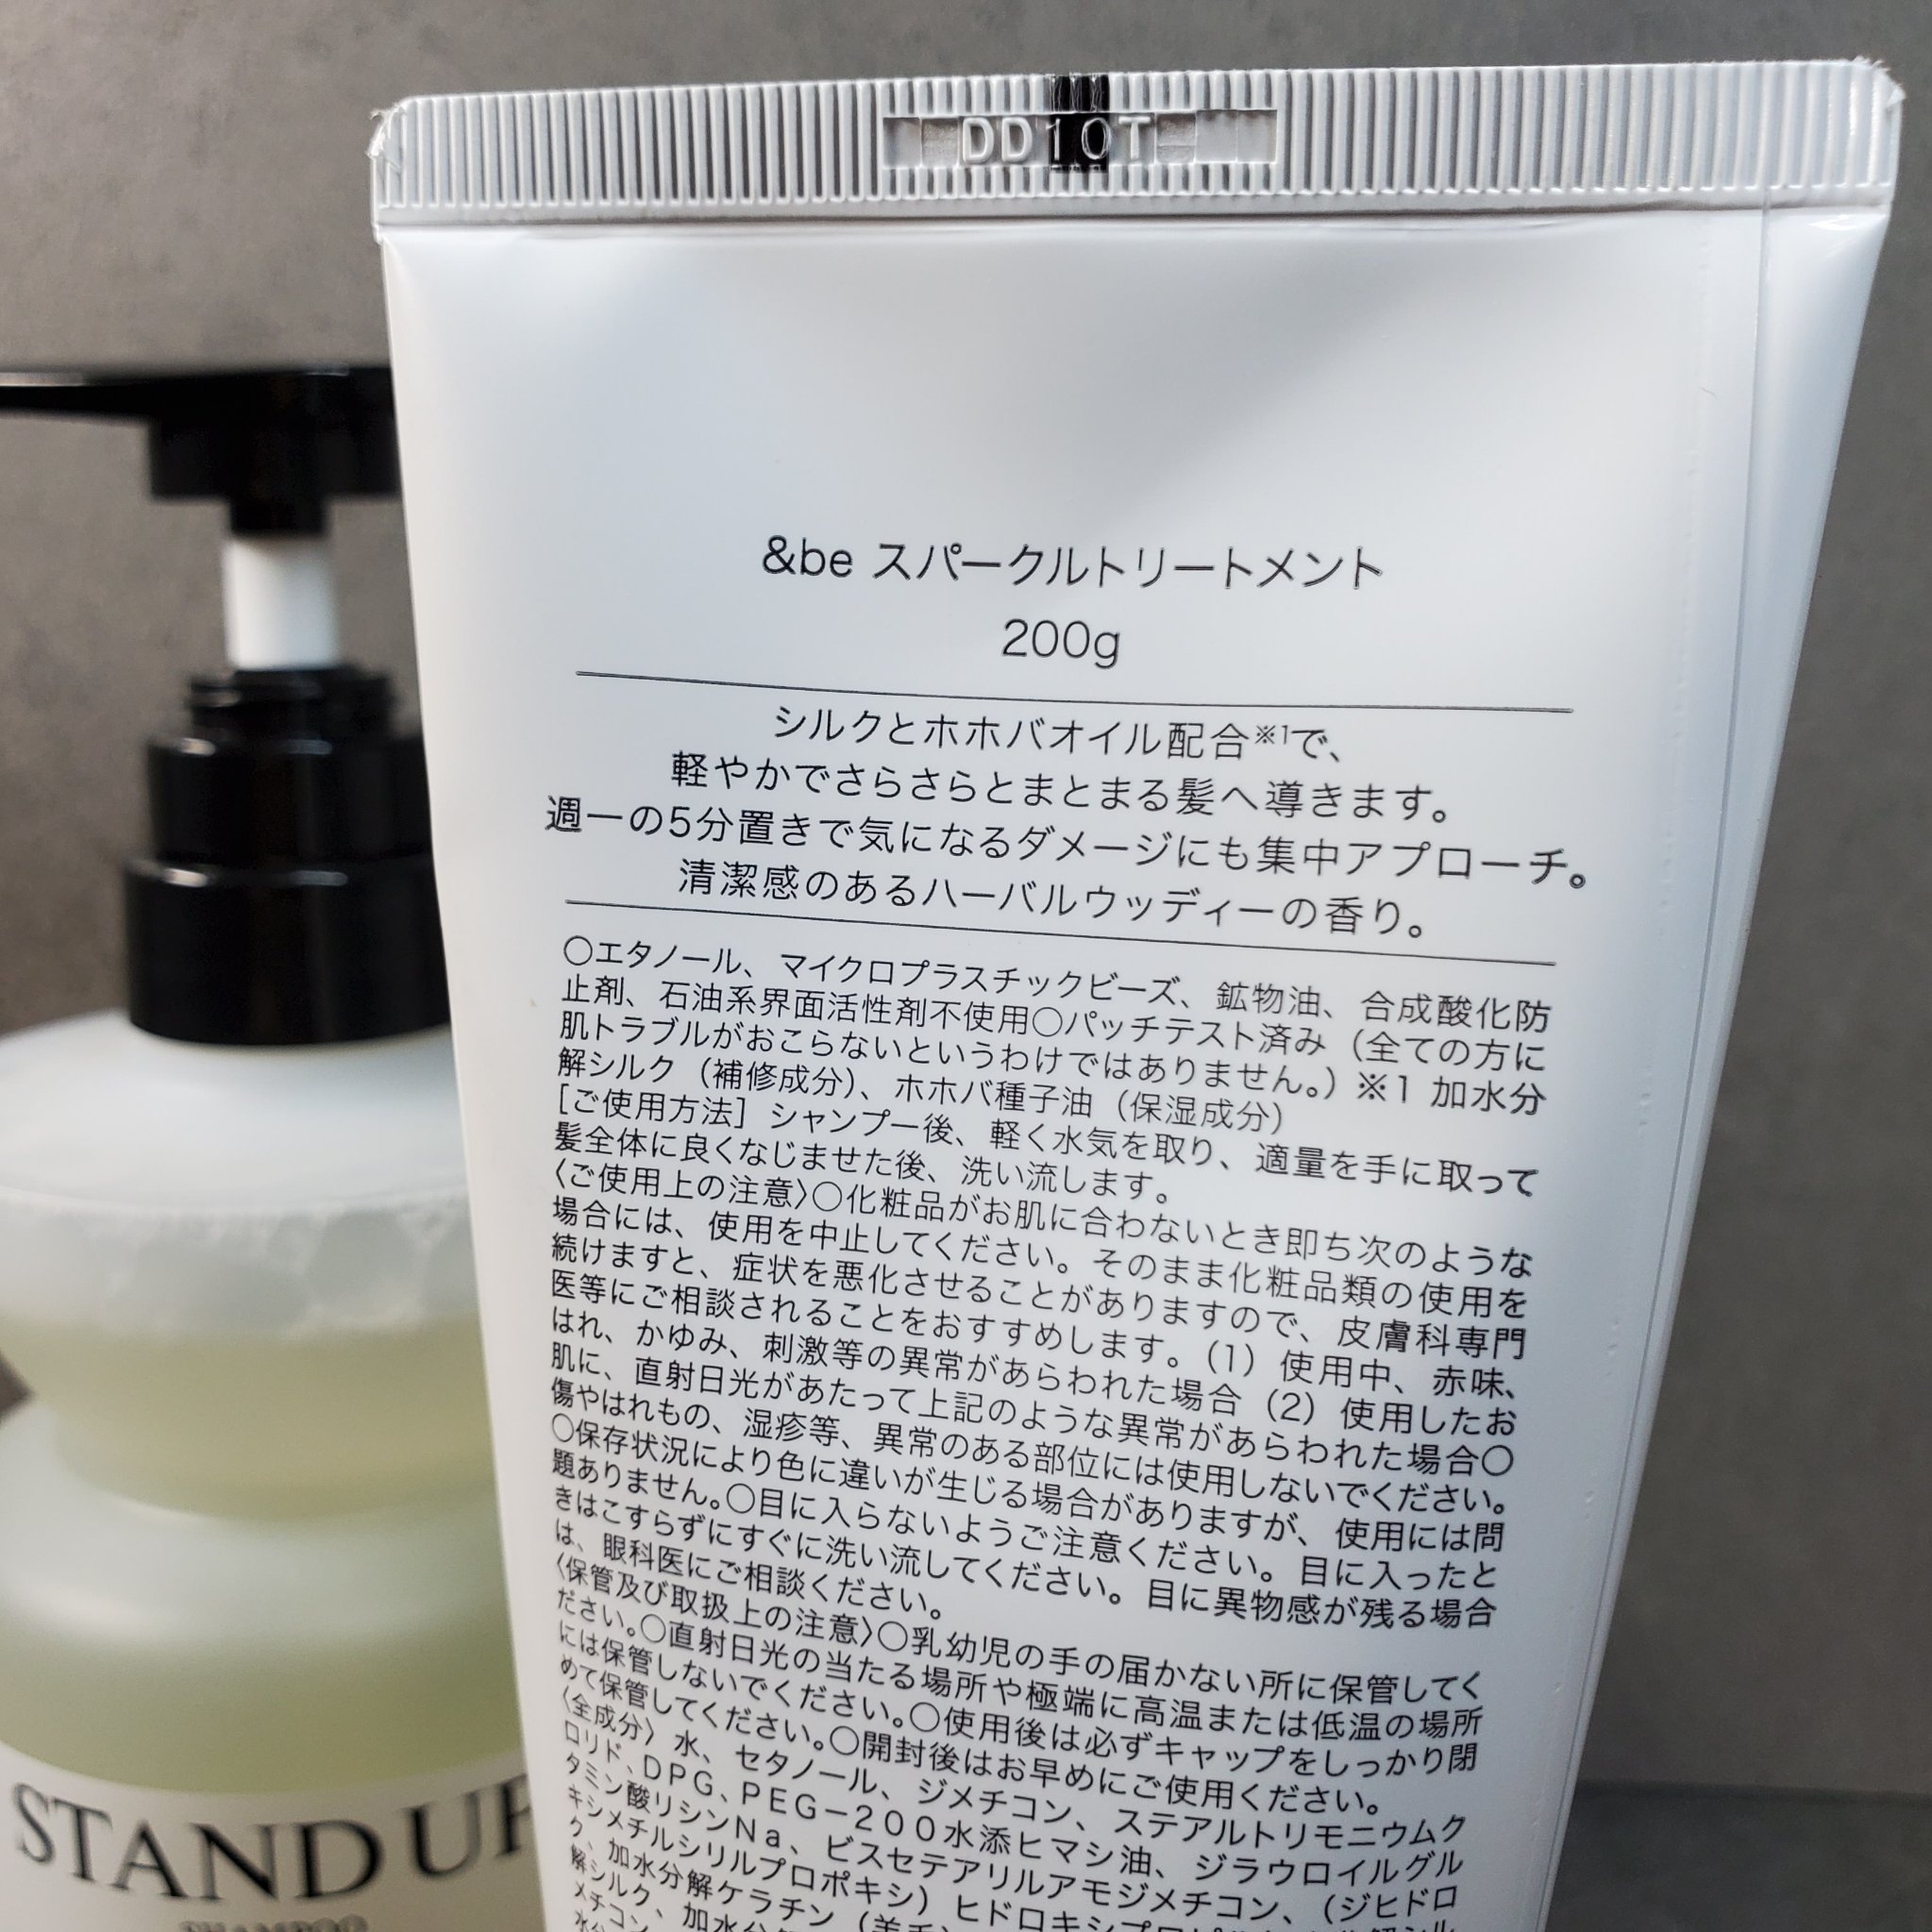 DD10T
&be スパークルトリートメント
200g
シルクとホホバオイル配合※1で、
軽やかでさらさらとまとまる髪へ導きます。
週一の5分置きで気になるダメージにも集中アプローチ。
清潔感のあるハーバルウッディーの香り。
○エタノール、マイクロプラスチックビーズ、鉱物油、合成酸化防
止剤、石油系界面活性剤不使用○パッチテスト済み（全ての方に
肌トラブルがおこらないというわけではありません。）※1 加水分
解シルク（補修成分）、ホホバ種子油（保湿成分）
［ご使用方法］シャンプー後、軽く水気を取り、適量を手に取って
髪全体に良くなじませた後、洗い流します。
〈ご使用上の注意〉○化粧品がお肌に合わないとき即ち次のような
場合には、使用を中止してください。そのまま化粧品類の使用を
続けますと、症状を悪化させることがありますので、皮膚科専門
医等にご相談されることをおすすめします。（1）使用中、赤味、
はれ、かゆみ、刺激等の異常があらわれた場合（2）使用したお
肌に、直射日光があたって上記のような異常があらわれた場合○
傷やはれもの、湿疹等、異常のある部位には使用しないでください。
○保存状況により色に違いが生じる場合がありますが、使用には問
題ありません。○目に入らないようご注意ください。目に入ったと
きはこすらずにすぐに洗い流してください。目に異物感が残る場合
は、眼科医にご相談ください。
〈保管及び取扱上の注意〉○乳幼児の手の届かない所に保管してく
ださい。○直射日光の当たる場所や極端に高温または低温の場所
には保管しないでください。○使用後は必ずキャップをしっかり閉
めて保管してください。○開封後はお早めにご使用ください。
〈全成分〉水、セタノール、ジメチコン、ステアルトリモニウムク
ロリド、DPG、PEG－200水添ヒマシ油、ジラウロイルグル
タミン酸リシンNa、ビスセテアリルアモジメチコン、（ジヒドロ
キシメチルシリルプロポキシ）ヒドロキシプロピル
ク、加水分解ケラチン（羊毛）
解シルク、加水分
メチコン
STAND UP
SHAMPOO